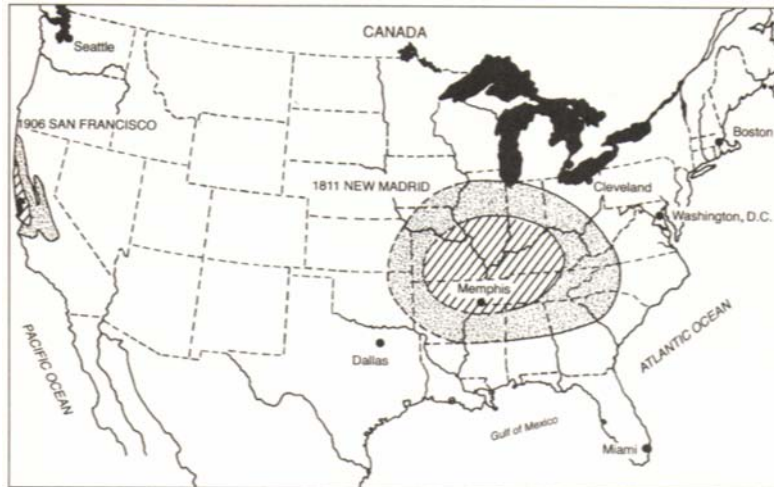 CANADA
Seattle
1906 SAN FRANCISCO
Boston
1811 NEW MADRID
Cleveland
Washington, D.C.
Memphis
PACIFIC OCEAN
Dallas
ATLANTIC OCEAN
Gulf of Mexico
Miami